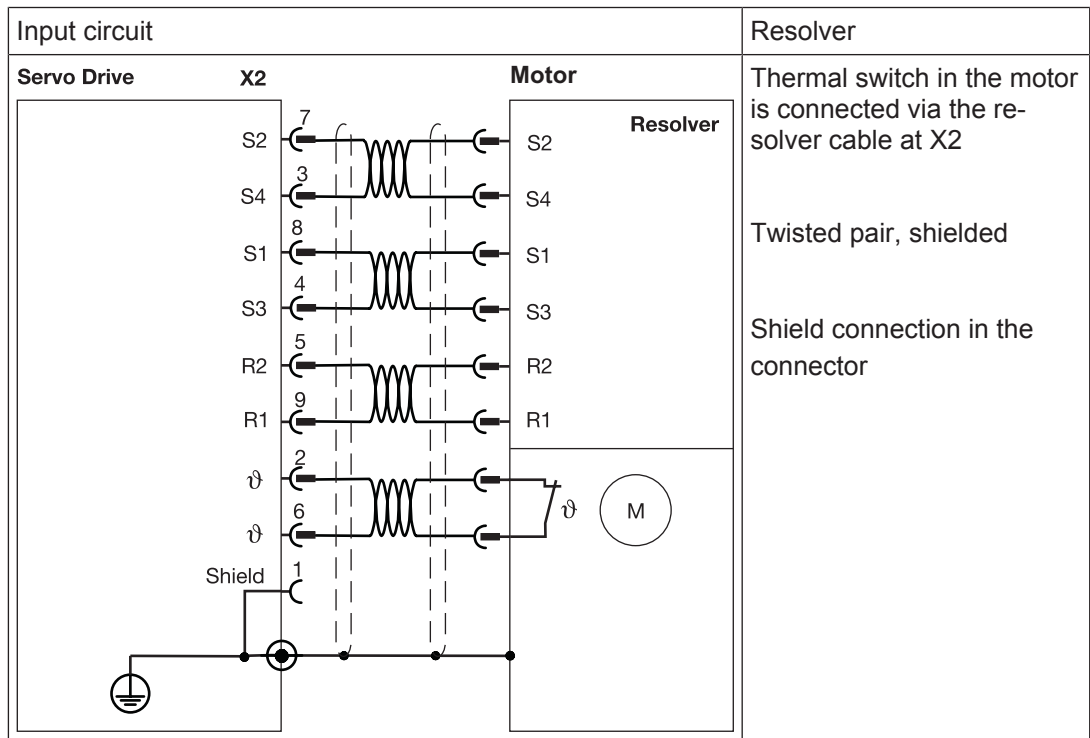 Input circuit
Resolver
Servo Drive X2 Motor
Resolver
7
S2 S2
3
S4 S4
8
S1 S1
4
S3 S3
5
R2 R2
9
R1 R1
2
ϑ
6
ϑ
ϑ M
Shield 1
Thermal switch in the motor
is connected via the re-
solver cable at X2
Twisted pair, shielded
Shield connection in the
connector